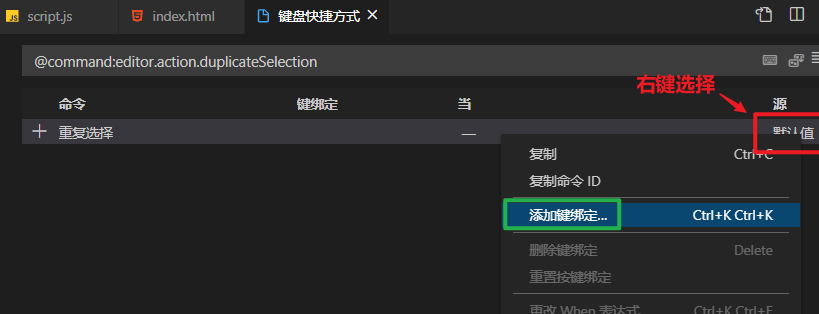 JS script.js index.html 键盘快捷方式
@command:editor.action.duplicateSelection
右键选择
命令 键绑定 当 源
重复选择 — 默认值
复制 Ctrl+C
复制命令 ID
添加键绑定... Ctrl+K Ctrl+K
删除键绑定 Delete
重置按键绑定
更改 When 表达式 Ctrl+K Ctrl+E